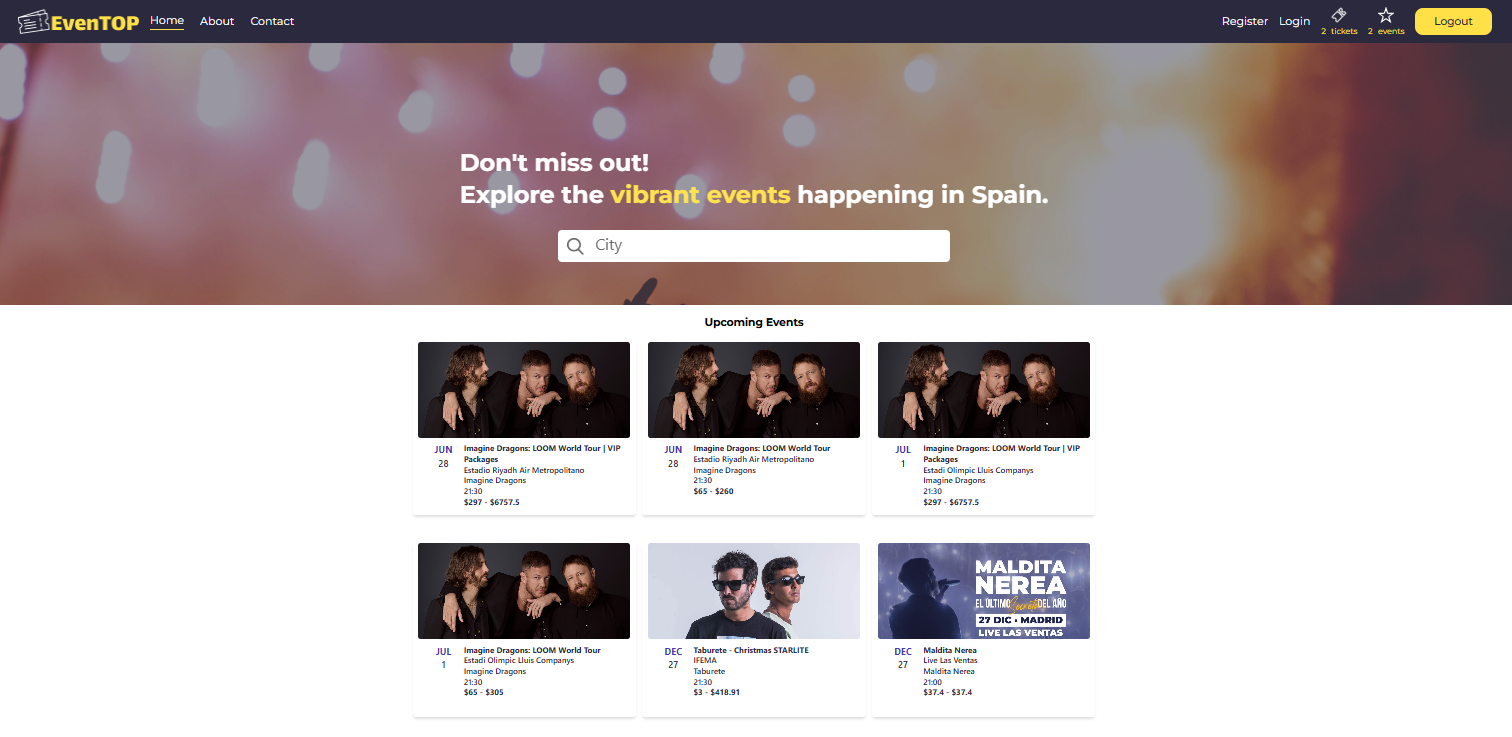 EvenTOP
Home
About
Contact
Register
Login
2 tickets
2 events
Logout
Don't miss out!
Explore the vibrant events happening in Spain.
City
Upcoming Events
JUN
28
Imagine Dragons: LOOM World Tour | VIP
Packages
Estadio Riyadh Air Metropolitano
Imagine Dragons
21:30
$297 - $6757.5
JUN
28
Imagine Dragons: LOOM World Tour
Estadio Riyadh Air Metropolitano
Imagine Dragons
21:30
$65 - $260
JUL
1
Imagine Dragons: LOOM World Tour | VIP
Packages
Estadi Olímpic Lluis Companys
Imagine Dragons
21:30
$297 - $6757.5
JUL
1
Imagine Dragons: LOOM World Tour
Estadi Olímpic Lluis Companys
Imagine Dragons
21:30
$65 - $305
DEC
27
Taburete - Christmas STARLITE
IFEMA
Taburete
21:30
$3 - $418.91
MALDITA
NEREA
EL ÚLTIMO Secreto DEL AÑO
27 DIC • MADRID
LIVE LAS VENTAS
DEC
27
Maldita Nerea
Live Las Ventas
Maldita Nerea
21:00
$37.4 - $37.4